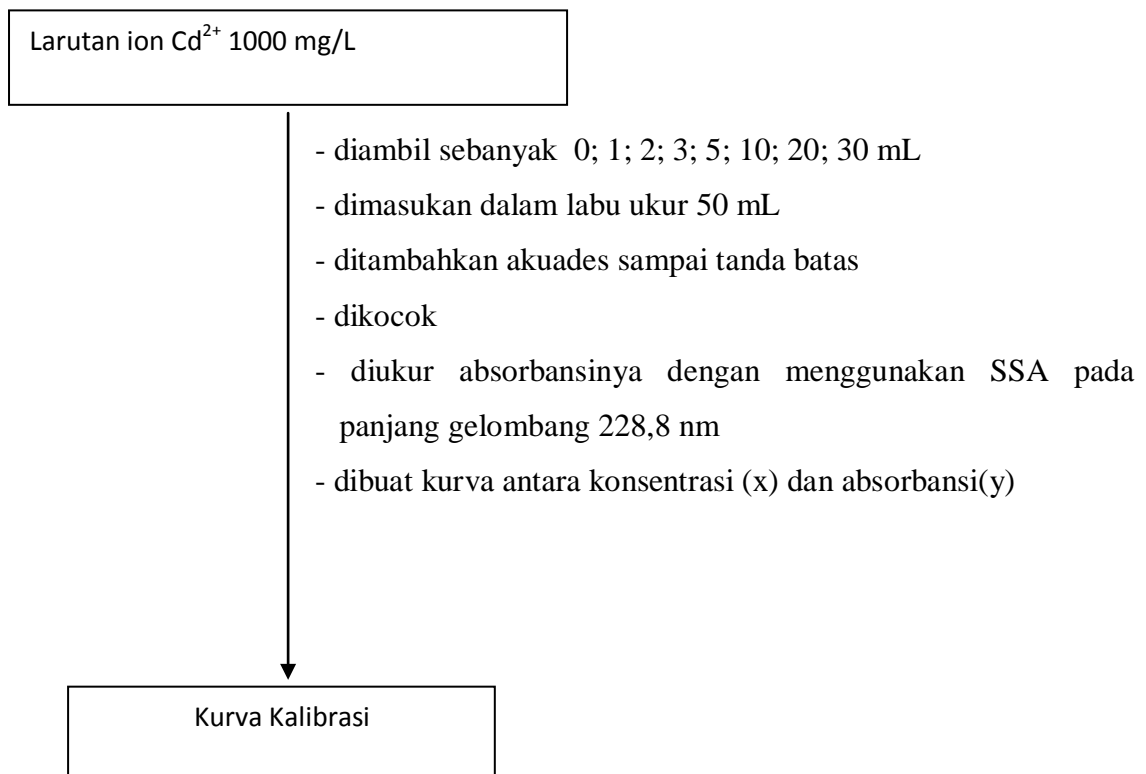 Larutan ion Cd²⁺ 1000 mg/L
- diambil sebanyak 0; 1; 2; 3; 5; 10; 20; 30 mL
- dimasukan dalam labu ukur 50 mL
- ditambahkan akuades sampai tanda batas
- dikocok
- diukur absorbansinya dengan menggunakan SSA pada
panjang gelombang 228,8 nm
- dibuat kurva antara konsentrasi (x) dan absorbansi(y)
Kurva Kalibrasi